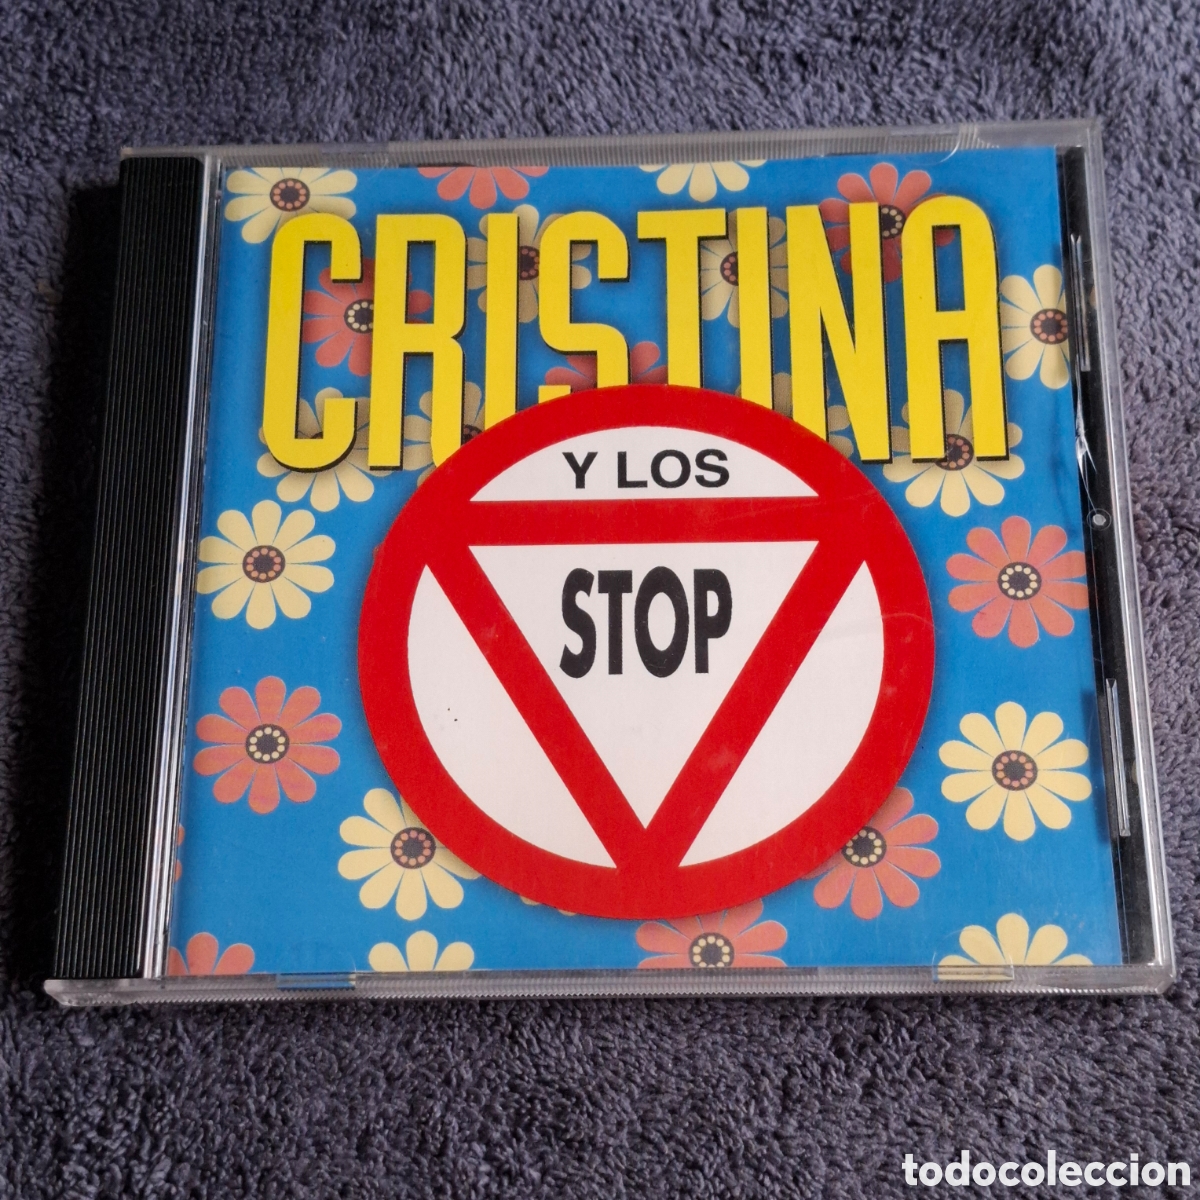 CRISTINA
Y LOS
STOP
todocoleccion